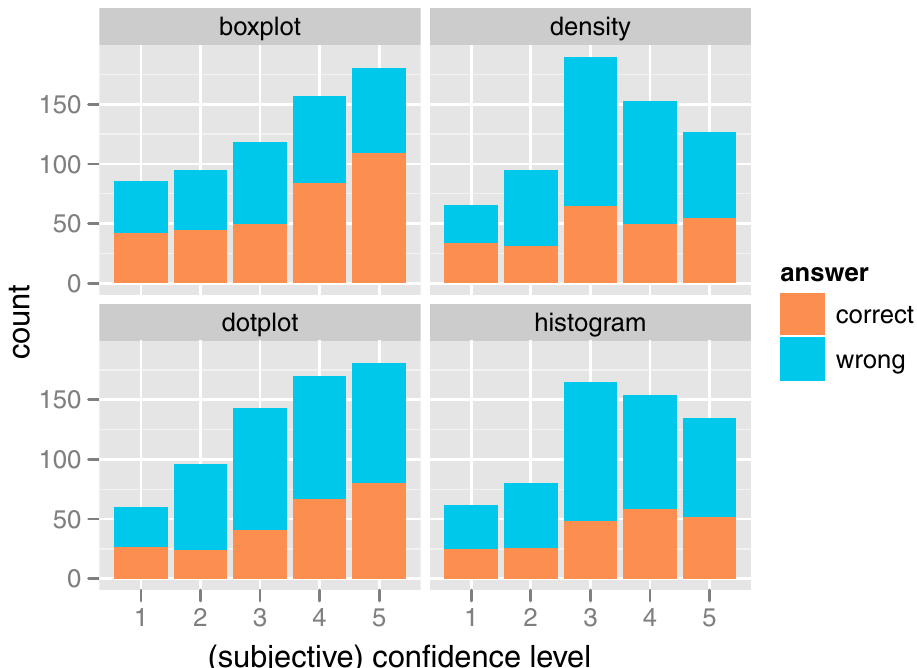 boxplot
density
150
100
50
0
dotplot
histogram
150
100
50
0
count
1 2 3 4 5
1 2 3 4 5
(subjective) confidence level
answer
correct
wrong